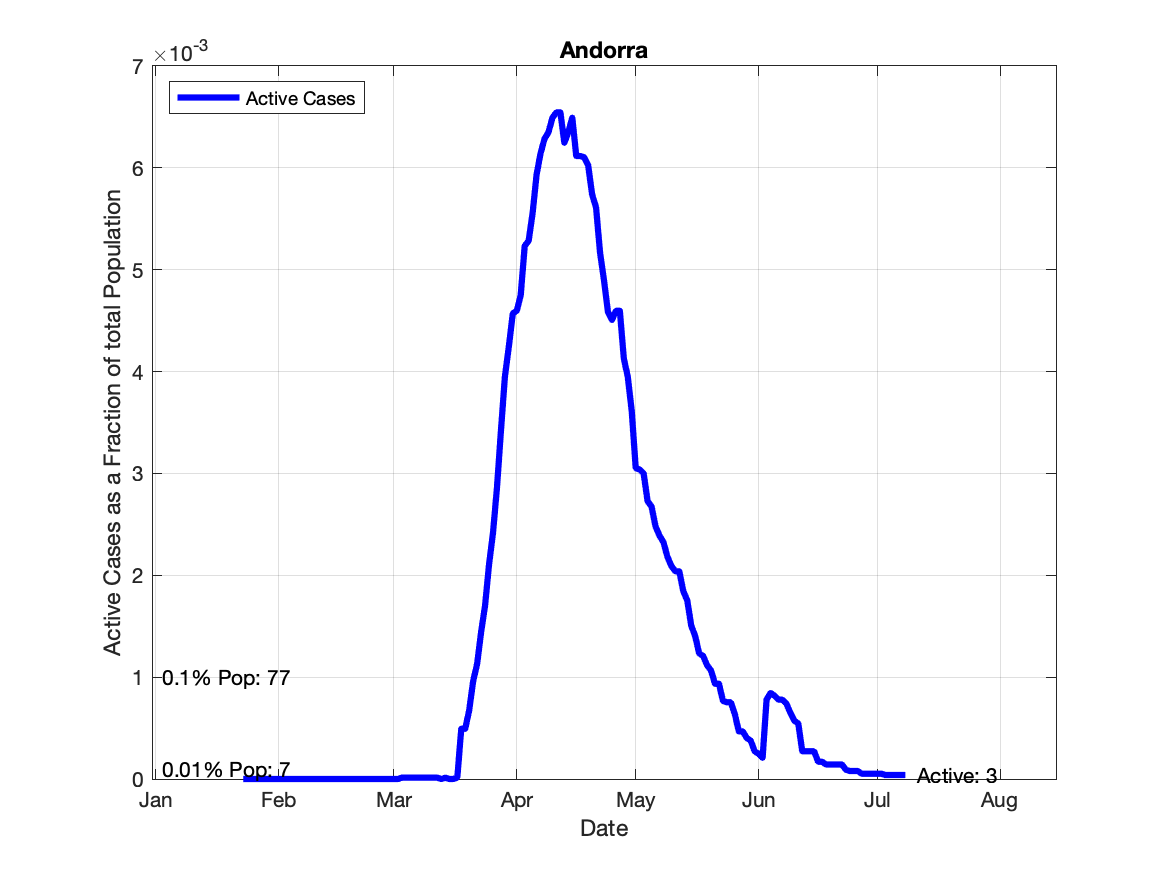 Andorra
×10-3
Active Cases
7
6
5
4
3
2
1
0
Active Cases as a Fraction of total Population
0.1% Pop: 77
0.01% Pop: 7
Active: 3
Jan Feb Mar Apr May Jun Jul Aug
Date